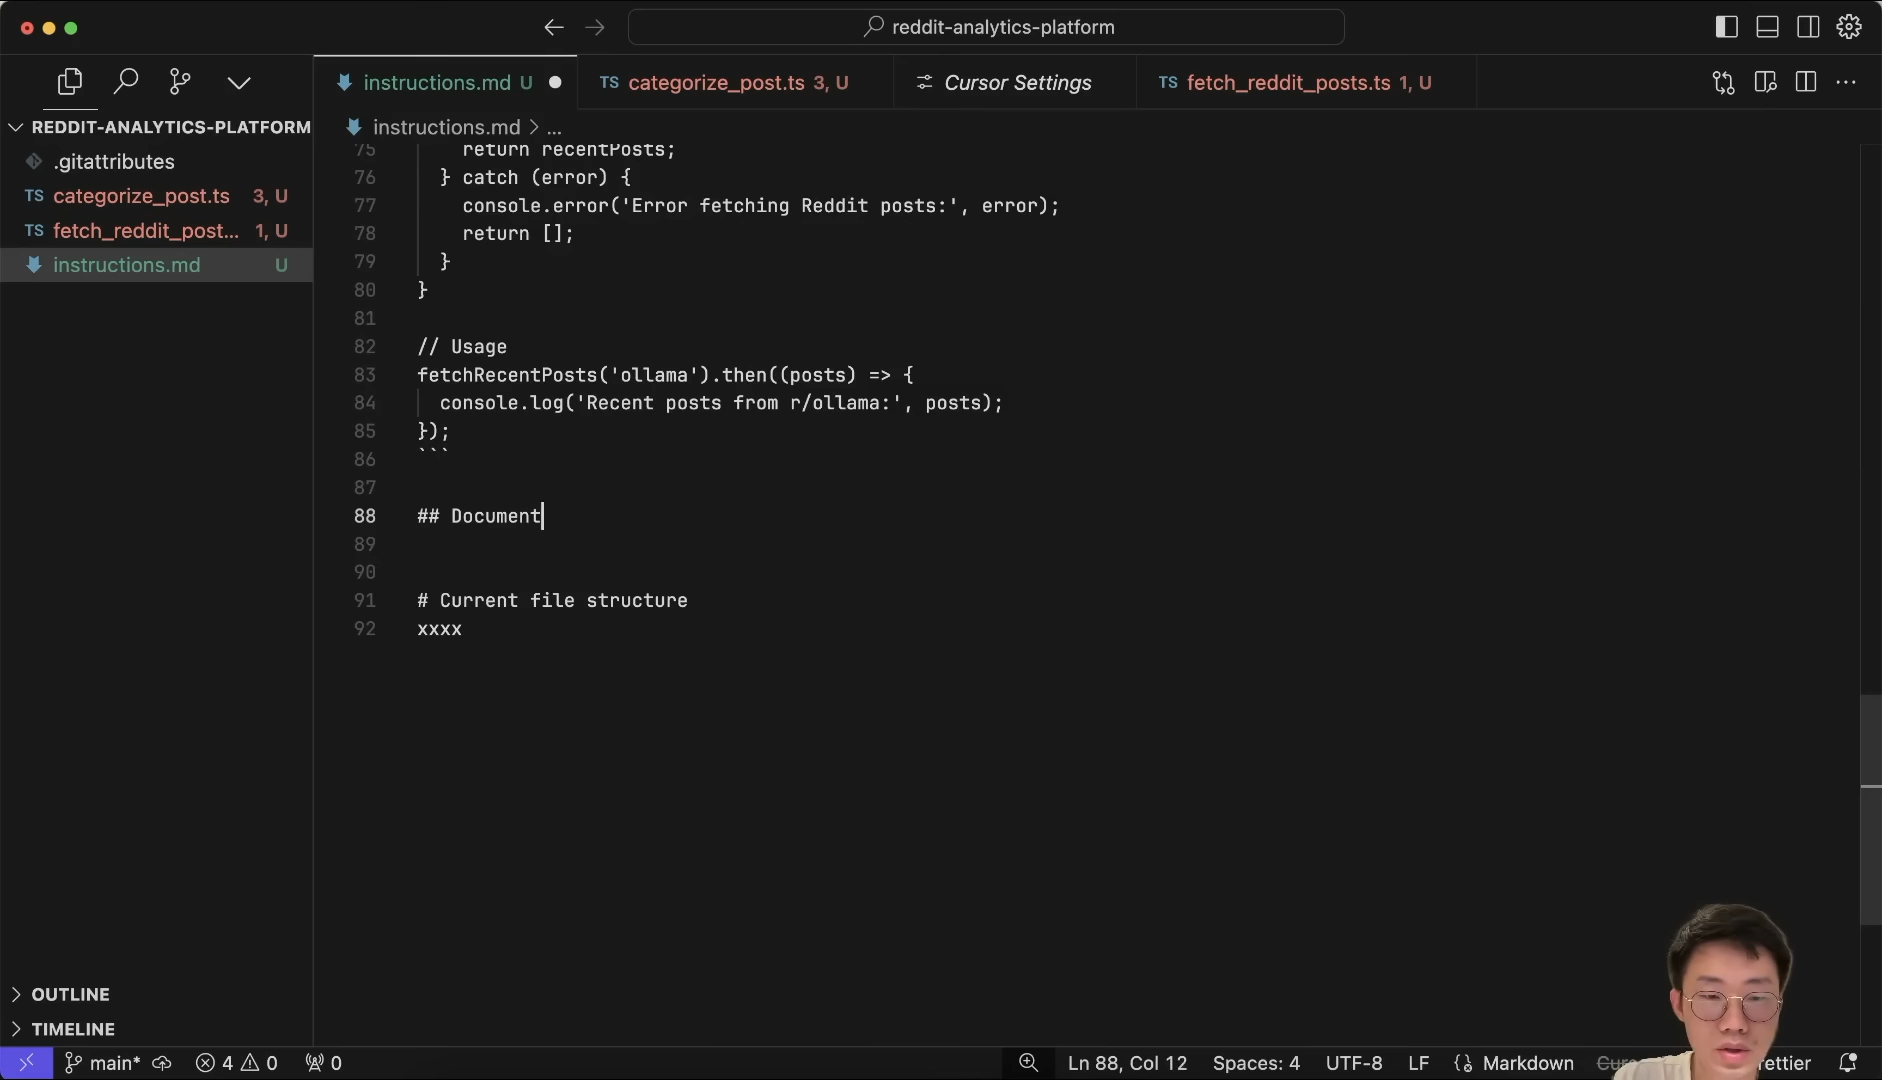 reddit-analytics-platform
instructions.md U
TS categorize_post.ts 3, U
Cursor Settings
TS fetch_reddit_posts.ts 1, U
REDDIT-ANALYTICS-PLATFORM
.gitattributes
TS categorize_post.ts 3, U
TS fetch_reddit_post... 1, U
instructions.md U
instructions.md > ...
75 return recentPosts;
76 } catch (error) {
77 console.error('Error fetching Reddit posts:', error);
78 return [];
79 }
80 }
81
82 // Usage
83 fetchRecentPosts('ollama').then((posts) => {
84 console.log('Recent posts from r/ollama:', posts);
85 });
86 ```
87
88 ## Document
89
90
91 # Current file structure
92 xxxx
OUTLINE
TIMELINE
main* 4 0 0 Ln 88, Col 12 Spaces: 4 UTF-8 LF Markdown